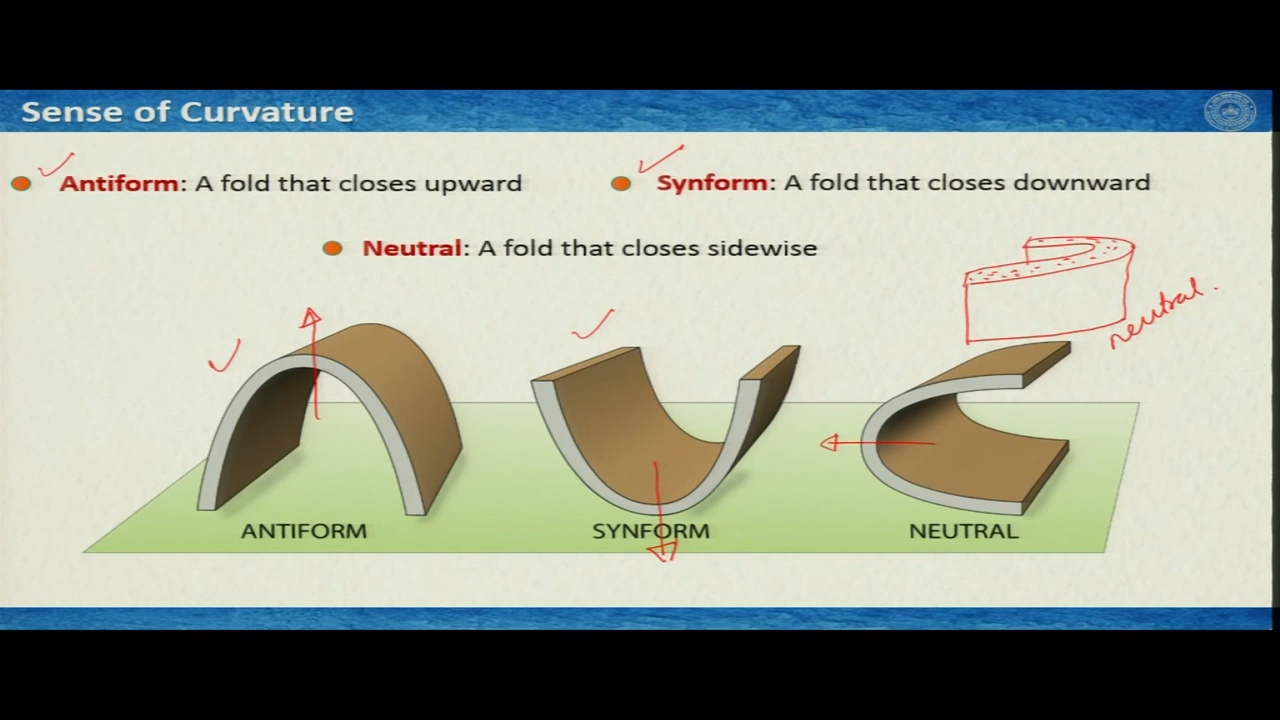 Sense of Curvature
Antiform: A fold that closes upward
Synform: A fold that closes downward
Neutral: A fold that closes sidewise
neutral.
ANTIFORM
SYNFORM
NEUTRAL